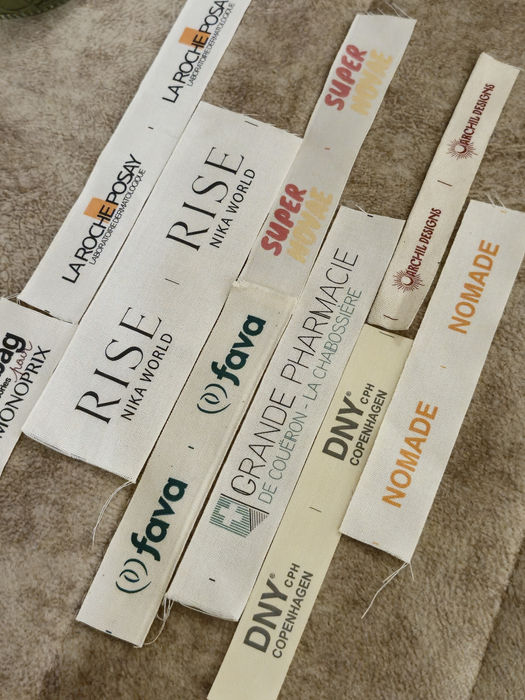 LA ROCHE POSAY
LABORATOIRE DERMATOLOGIQUE
LA ROCHE POSAY
LABORATOIRE DERMATOLOGIQUE
MONOPRIX
RISE
NIKA WORLD
RISE
NIKA WORLD
SUPER
NOVAE
SUPER
NOVAE
fava
fava
GRANDE PHARMACIE
DE COUËRON - LA CHABOSSIÈRE
DNY® CPH
COPENHAGEN
DNY® CPH
COPENHAGEN
ARCHIL DESIGNS
ARCHIL DESIGNS
NOMADE
NOMADE